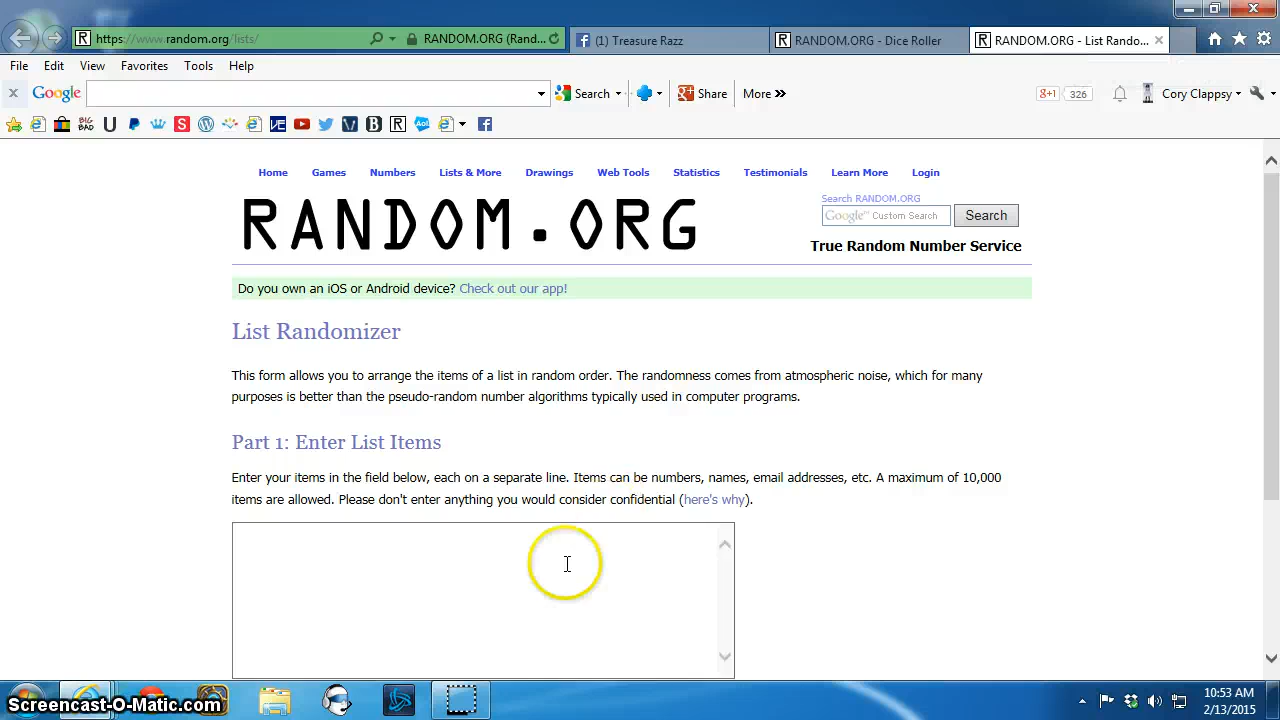 https://www.random.org/lists/
RANDOM.ORG (Rand...
(1) Treasure Razz
RANDOM.ORG - Dice Roller
RANDOM.ORG - List Rando...
File Edit View Favorites Tools Help
Google
Search
Share
More
326
Cory Clappsy
Home Games Numbers Lists & More Drawings Web Tools Statistics Testimonials Learn More Login
RANDOM.ORG
Search RANDOM.ORG
Google™ Custom Search
Search
True Random Number Service
Do you own an iOS or Android device? Check out our app!
List Randomizer
This form allows you to arrange the items of a list in random order. The randomness comes from atmospheric noise, which for many
purposes is better than the pseudo-random number algorithms typically used in computer programs.
Part 1: Enter List Items
Enter your items in the field below, each on a separate line. Items can be numbers, names, email addresses, etc. A maximum of 10,000
items are allowed. Please don't enter anything you would consider confidential (here's why).
Screencast-O-Matic.com
10:53 AM
2/13/2015